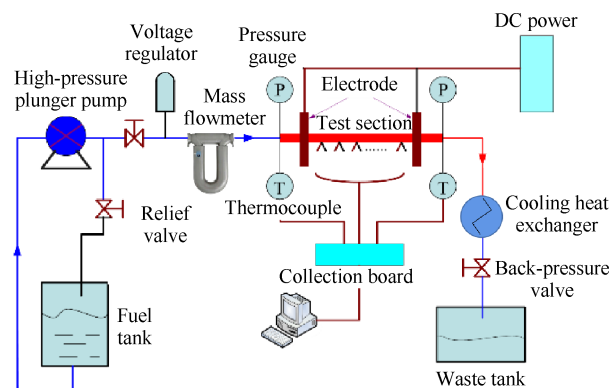 DC power
Voltage
regulator
Pressure
gauge
High-pressure
plunger pump
Mass
flowmeter
P
Electrode
P
Test section
......
T
Thermocouple
T
Relief
valve
Cooling heat
exchanger
Collection board
Back-pressure
valve
Fuel
tank
Waste tank